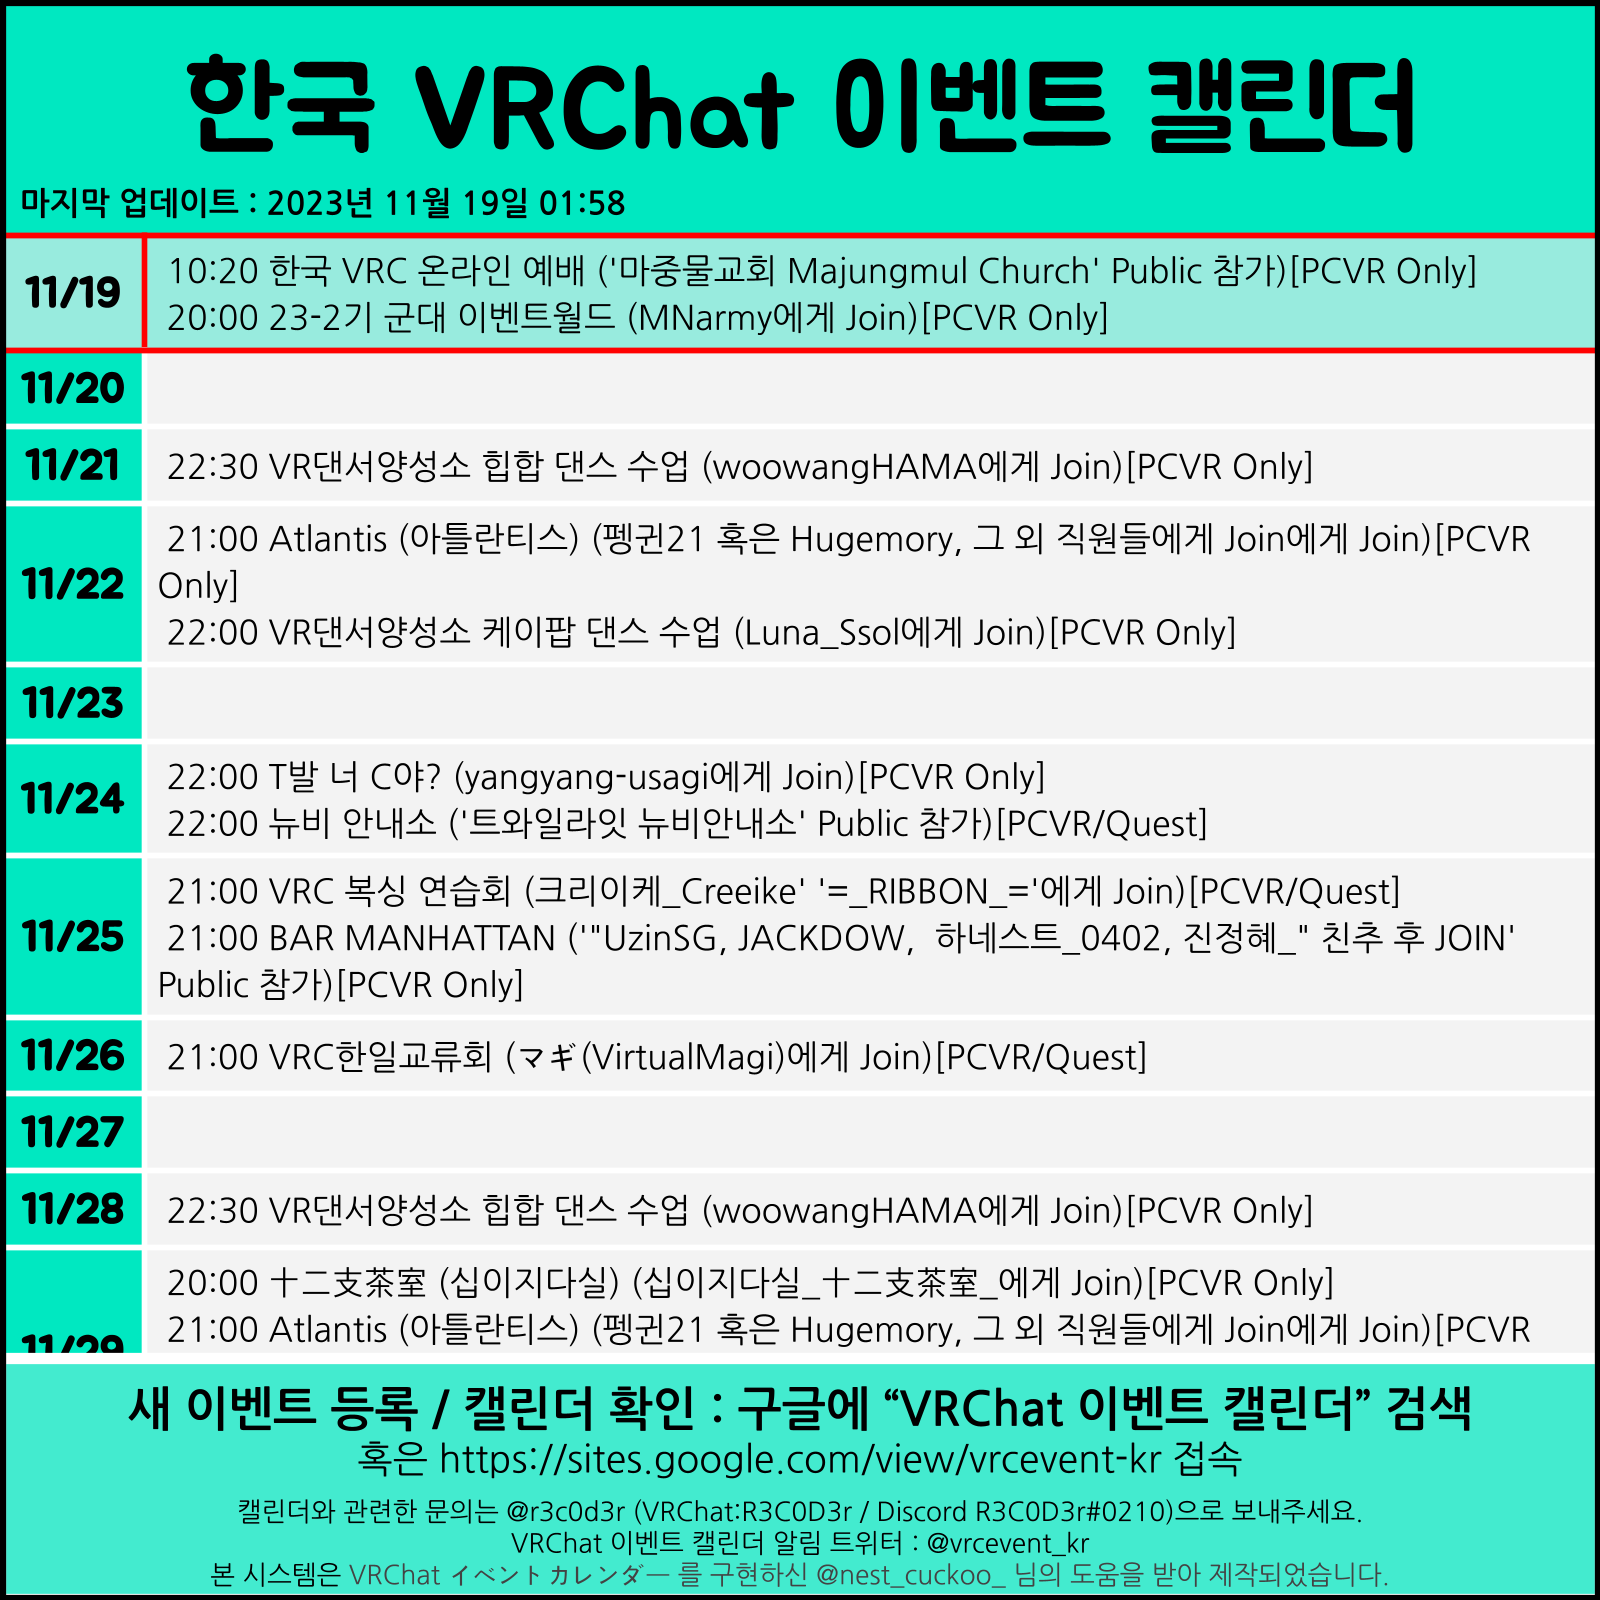 한국 VRChat 이벤트 캘린더
마지막 업데이트 : 2023년 11월 19일 01:58
11/19
10:20 한국 VRC 온라인 예배 ('마중물교회 Majungmul Church' Public 참가)[PCVR Only]
20:00 23-2기 군대 이벤트월드 (MNarmy에게 Join)[PCVR Only]
11/20
11/21
22:30 VR댄서양성소 힙합 댄스 수업 (woowangHAMA에게 Join)[PCVR Only]
11/22
21:00 Atlantis (아틀란티스) (펭귄21 혹은 Hugemory, 그 외 직원들에게 Join에게 Join)[PCVR
Only]
22:00 VR댄서양성소 케이팝 댄스 수업 (Luna_Ssol에게 Join)[PCVR Only]
11/23
11/24
22:00 T발 너 C야? (yangyang-usagi에게 Join)[PCVR Only]
22:00 뉴비 안내소 ('트와일라잇 뉴비안내소' Public 참가)[PCVR/Quest]
11/25
21:00 VRC 복싱 연습회 (크리이케_Creeike' '=_RIBBON_='에게 Join)[PCVR/Quest]
21:00 BAR MANHATTAN ('"UzinSG, JACKDOW,  하네스트_0402, 진정혜_" 친추 후 JOIN'
Public 참가)[PCVR Only]
11/26
21:00 VRC한일교류회 (マギ(VirtualMagi)에게 Join)[PCVR/Quest]
11/27
11/28
22:30 VR댄서양성소 힙합 댄스 수업 (woowangHAMA에게 Join)[PCVR Only]
11/29
20:00 十二支茶室 (십이지다실) (십이지다실_十二支茶室_에게 Join)[PCVR Only]
21:00 Atlantis (아틀란티스) (펭귄21 혹은 Hugemory, 그 외 직원들에게 Join에게 Join)[PCVR
새 이벤트 등록 / 캘린더 확인 : 구글에 “VRChat 이벤트 캘린더” 검색
혹은 https://sites.google.com/view/vrcevent-kr 접속
캘린더와 관련한 문의는 @r3c0d3r (VRChat:R3C0D3r / Discord R3C0D3r#0210)으로 보내주세요.
VRChat 이벤트 캘린더 알림 트위터 : @vrcevent_kr
본 시스템은 VRChat イベントカレンダー 를 구현하신 @nest_cuckoo_ 님의 도움을 받아 제작되었습니다.